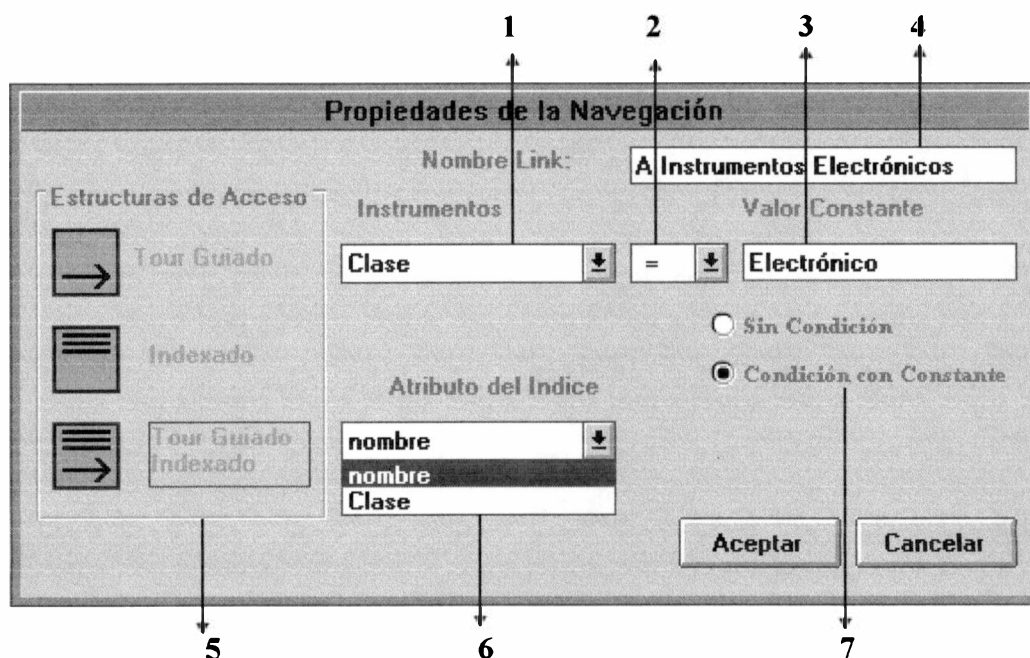 1 2 3 4
Propiedades de la Navegación
Nombre Link: A Instrumentos Electrónicos
Estructuras de Acceso
Instrumentos Valor Constante
Tour Guiado
Clase = Electrónico
Sin Condición
Indexado
Condición con Constante
Atributo del Indice
Tour Guiado
Indexado
nombre
nombre
Clase
Aceptar Cancelar
5 6 7